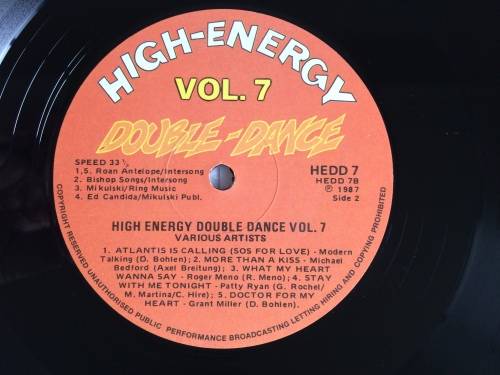 HIGH-ENERGY
VOL. 7
DOUBLE-DANCE
SPEED 33 ⅓
1,5. Roan Antelope/Intersong
2. Bishop Songs/Intersong
3. Mikulski/Ring Music
4. Ed Candida/Mikulski Publ.
HEDD 7
HEDD 7B
℗ 1987
Side 2
HIGH ENERGY DOUBLE DANCE VOL. 7
VARIOUS ARTISTS
1. ATLANTIS IS CALLING (SOS FOR LOVE) - Modern
Talking (D. Bohlen); 2. MORE THAN A KISS - Michael
Bedford (Axel Breitung); 3. WHAT MY HEART
WANNA SAY - Roger Meno (R. Meno); 4. STAY
WITH ME TONIGHT - Patty Ryan (G. Rochel/
M. Martina/C. Hire); 5. DOCTOR FOR MY
HEART - Grant Miller (D. Bohlen).
COPYRIGHT RESERVED UNAUTHORISED PUBLIC PERFORMANCE BROADCASTING LETTING HIRING AND COPYING PROHIBITED